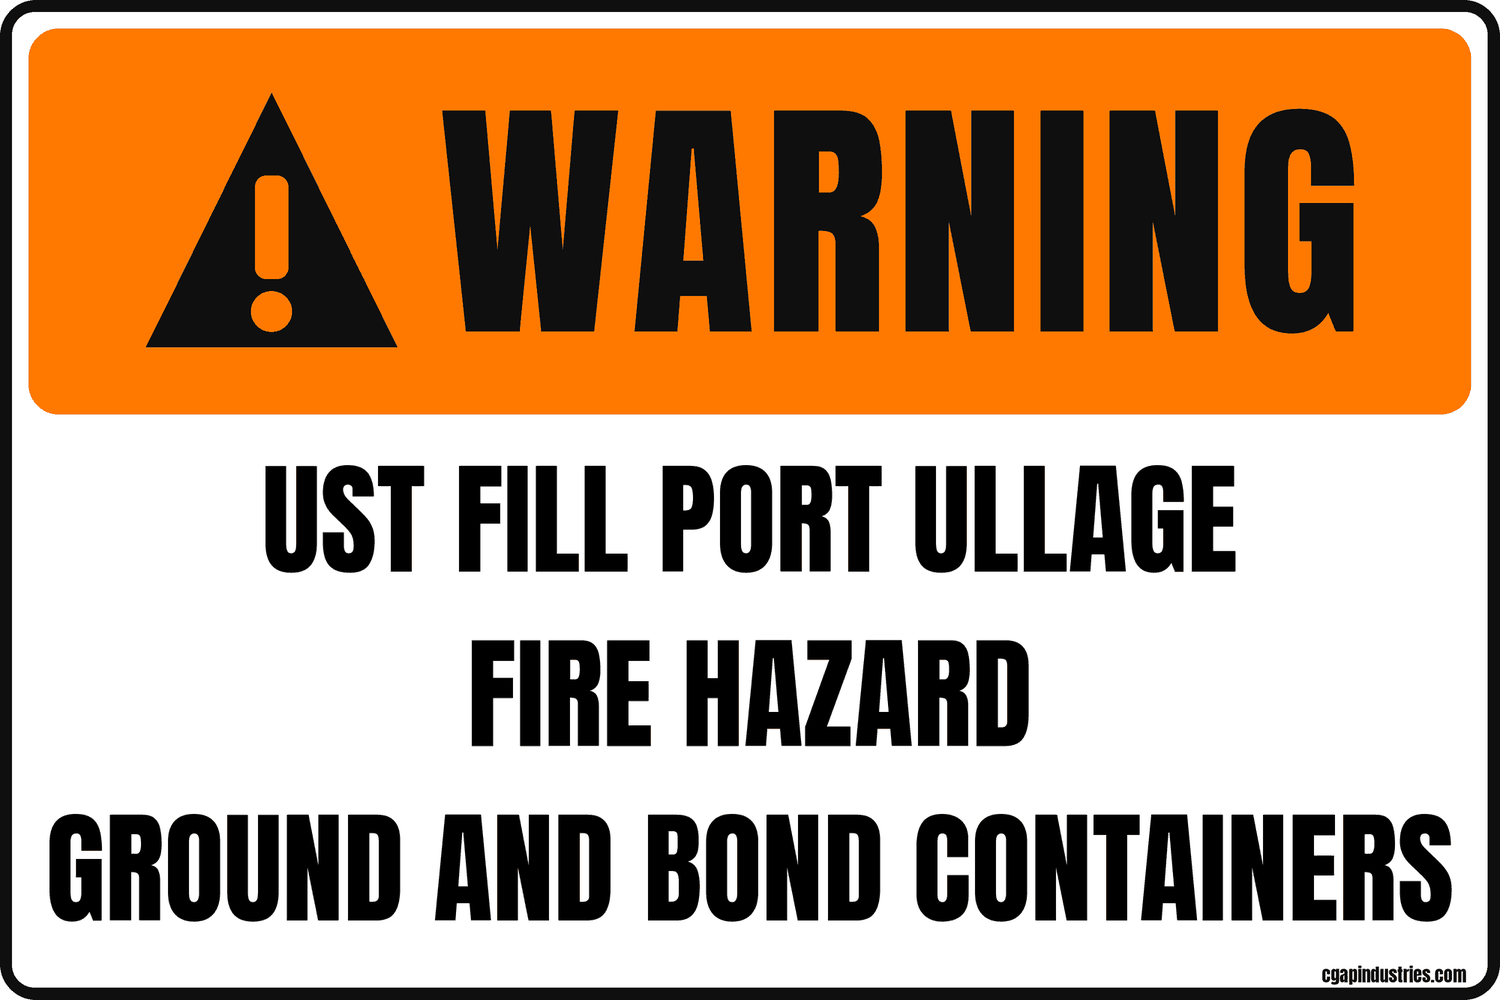 WARNING
UST FILL PORT ULLAGE
FIRE HAZARD
GROUND AND BOND CONTAINERS
cgapindustries.com